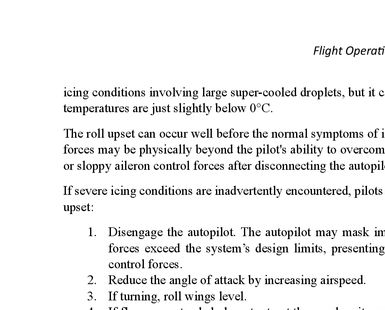 Flight Operati
icing conditions involving large super-cooled droplets, but it c
temperatures are just slightly below 0°C.
The roll upset can occur well before the normal symptoms of i
forces may be physically beyond the pilot's ability to overcom
or sloppy aileron control forces after disconnecting the autopil
If severe icing conditions are inadvertently encountered, pilots
upset:
1. Disengage the autopilot. The autopilot may mask im
forces exceed the system's design limits, presenting
control forces.
2. Reduce the angle of attack by increasing airspeed.
3. If turning, roll wings level.